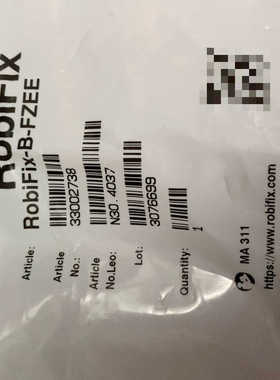 RobiFix
RobiFix-B-FZEE
Article:
Article
No.:
33002738
Article
No.Leo:
N30.4037
Lot:
3076699
Quantity:
1
MA 311
https://www.robifix.com